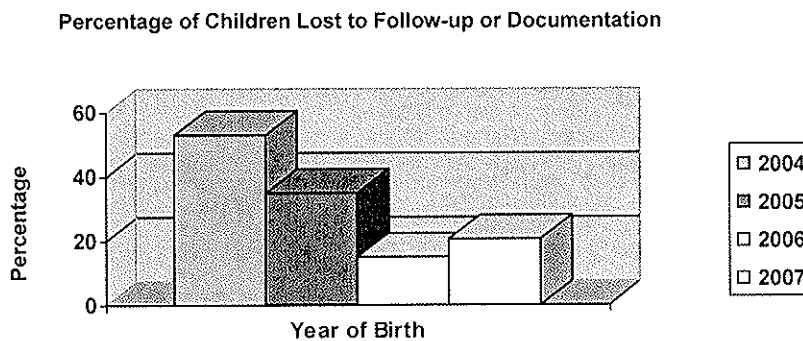 Percentage of Children Lost to Follow-up or Documentation
Percentage
60
40
20
0
Year of Birth
2004
2005
2006
2007